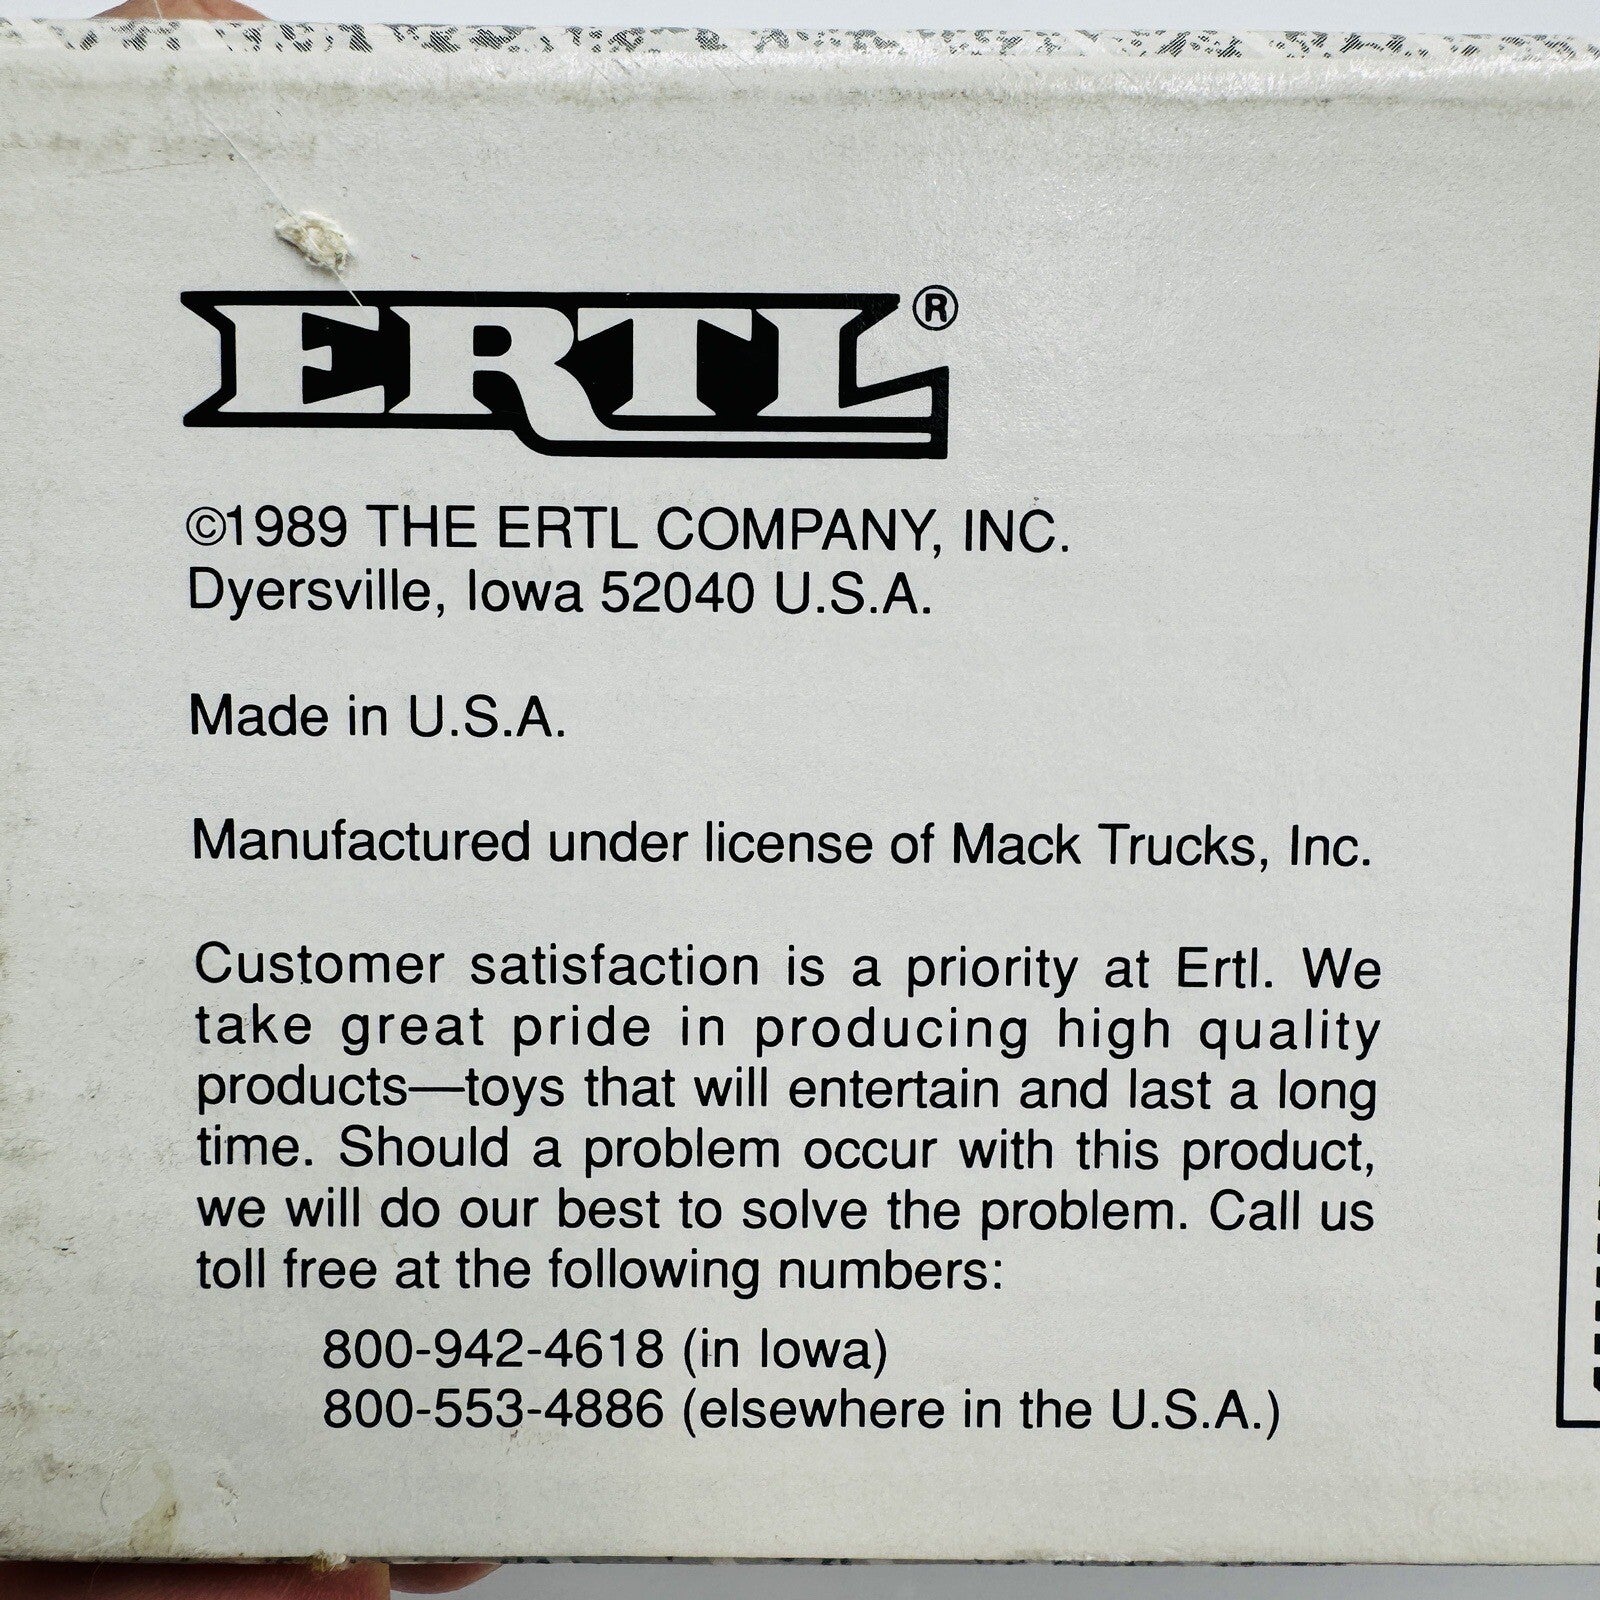 ERTL®
©1989 THE ERTL COMPANY, INC.
Dyersville, Iowa 52040 U.S.A.
Made in U.S.A.
Manufactured under license of Mack Trucks, Inc.
Customer satisfaction is a priority at Ertl. We
take great pride in producing high quality
products—toys that will entertain and last a long
time. Should a problem occur with this product,
we will do our best to solve the problem. Call us
toll free at the following numbers:
800-942-4618 (in Iowa)
800-553-4886 (elsewhere in the U.S.A.)